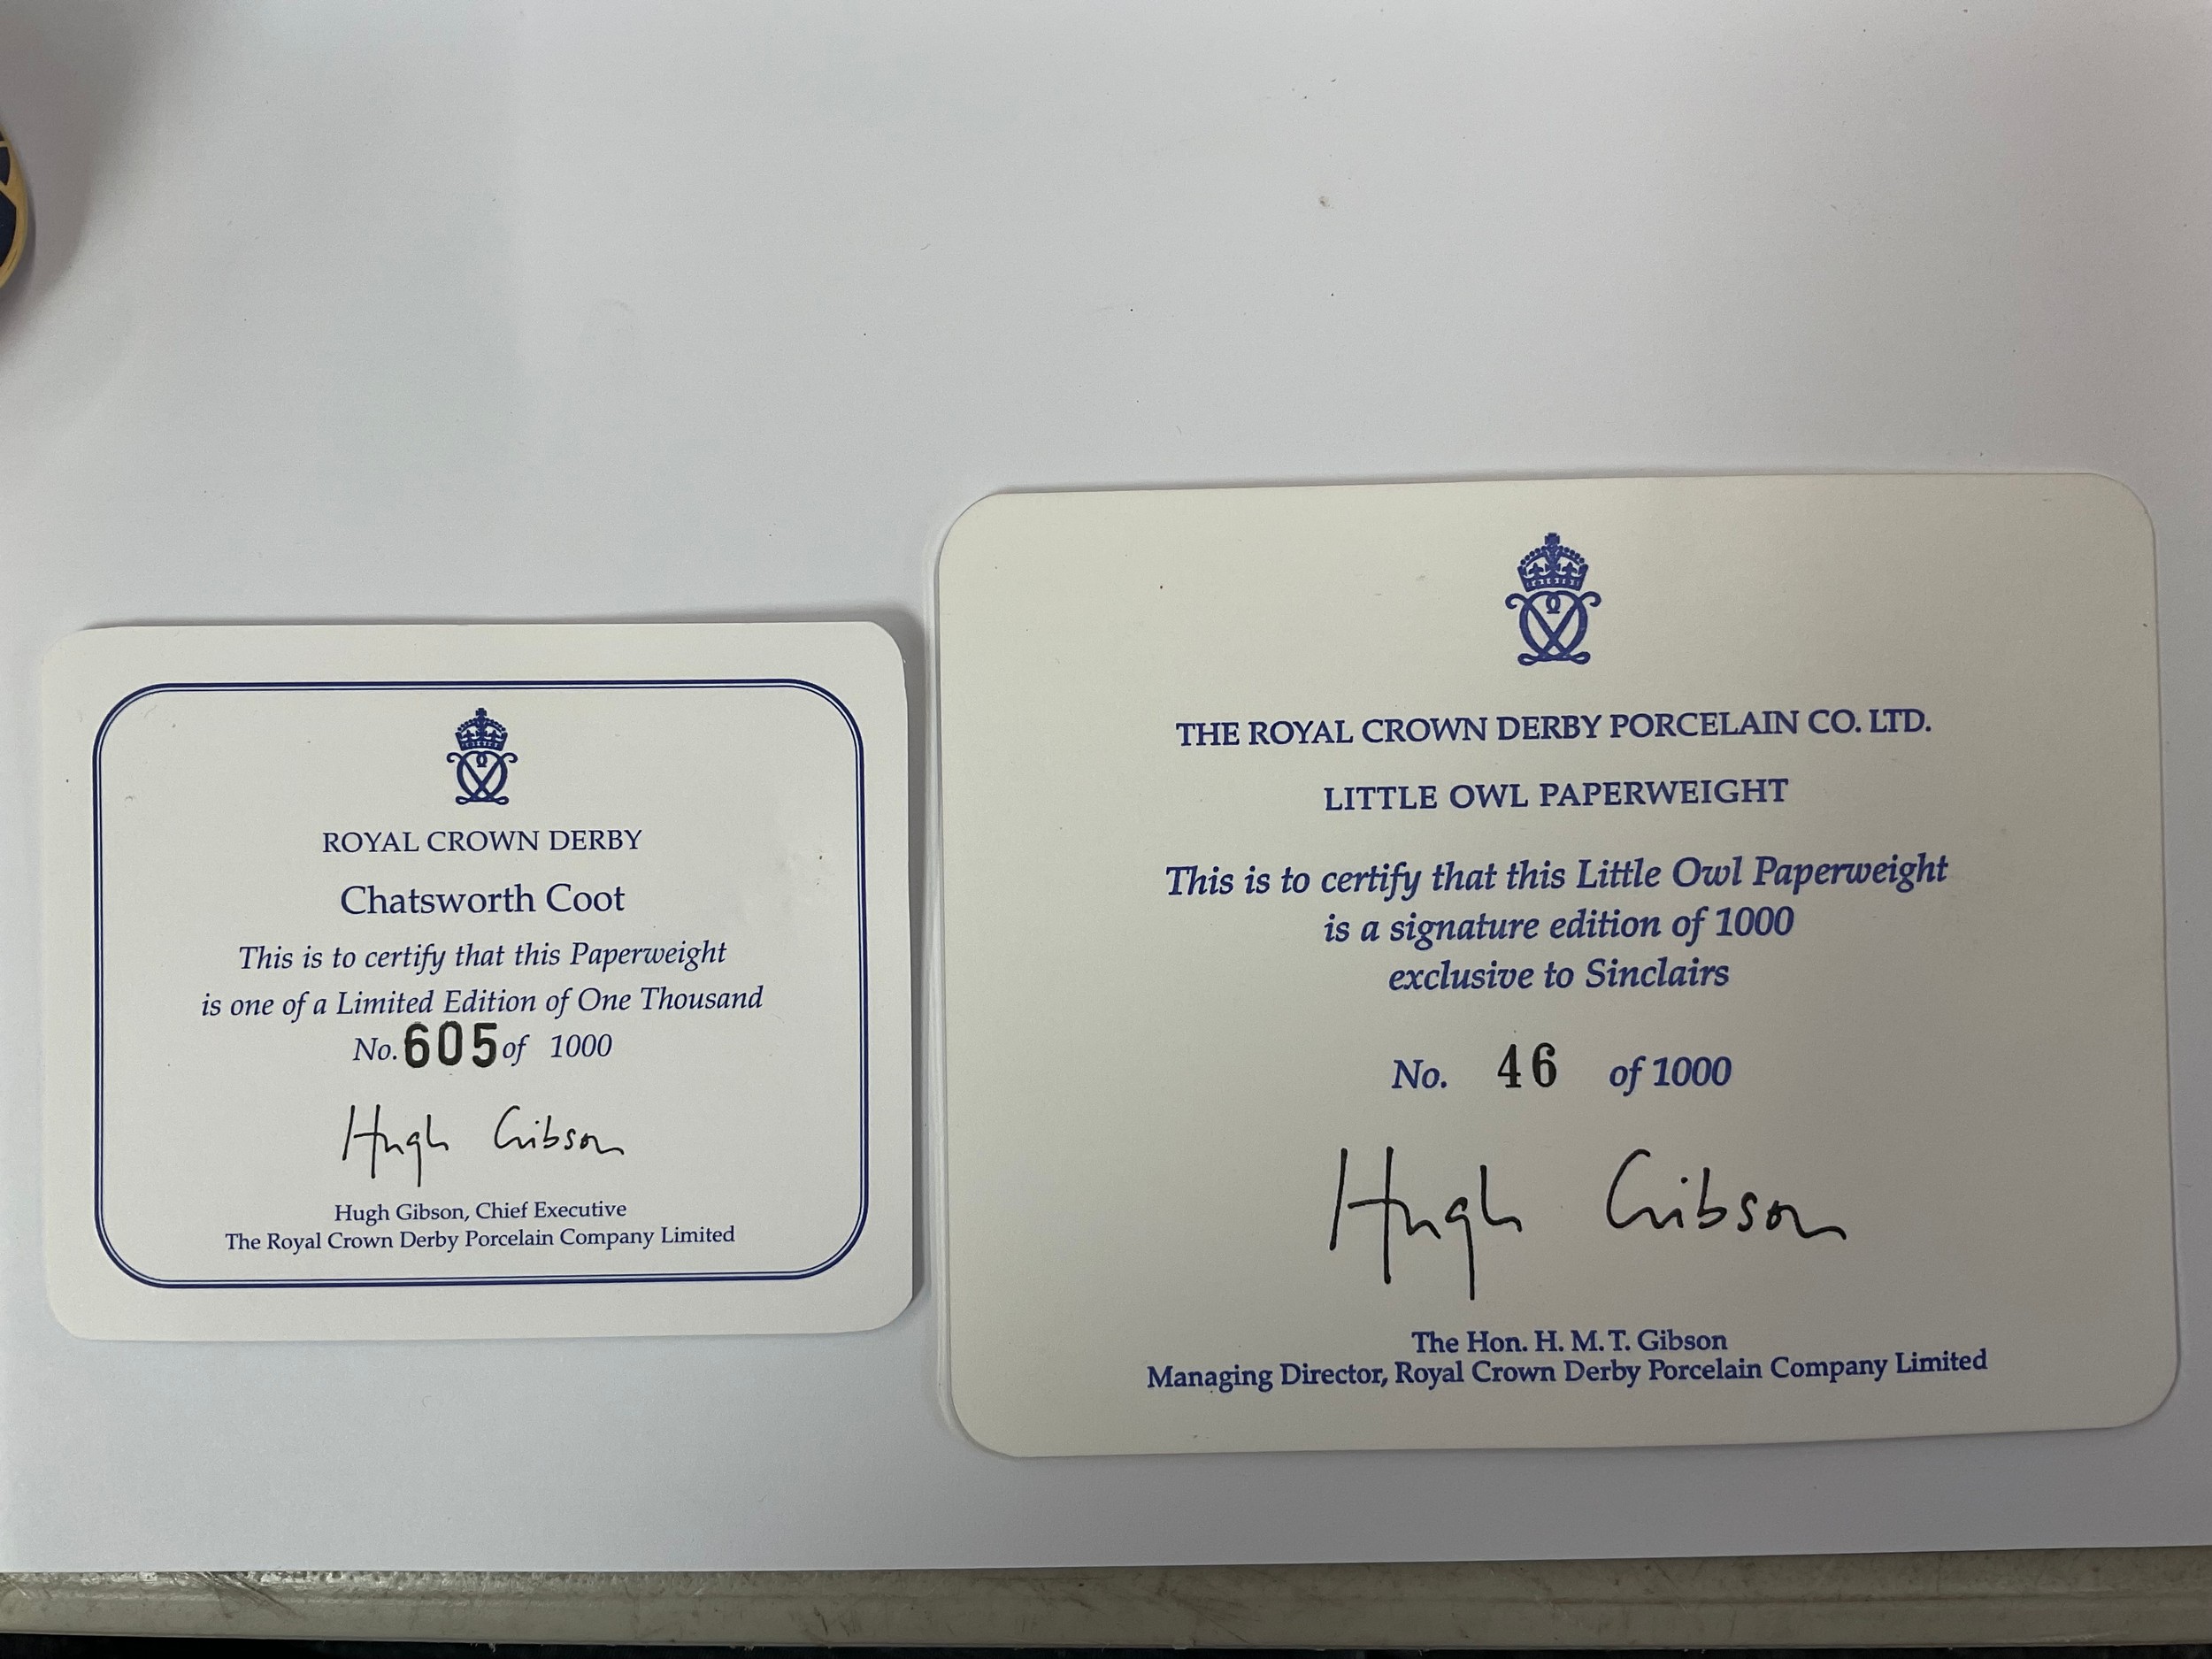 ROYAL CROWN DERBY
Chatsworth Coot
This is to certify that this Paperweight
is one of a Limited Edition of One Thousand
No. 605 of 1000
Hugh Gibson
Hugh Gibson, Chief Executive
The Royal Crown Derby Porcelain Company Limited
THE ROYAL CROWN DERBY PORCELAIN CO. LTD.
LITTLE OWL PAPERWEIGHT
This is to certify that this Little Owl Paperweight
is a signature edition of 1000
exclusive to Sinclairs
No. 46 of 1000
Hugh Gibson
The Hon. H. M. T. Gibson
Managing Director, Royal Crown Derby Porcelain Company Limited